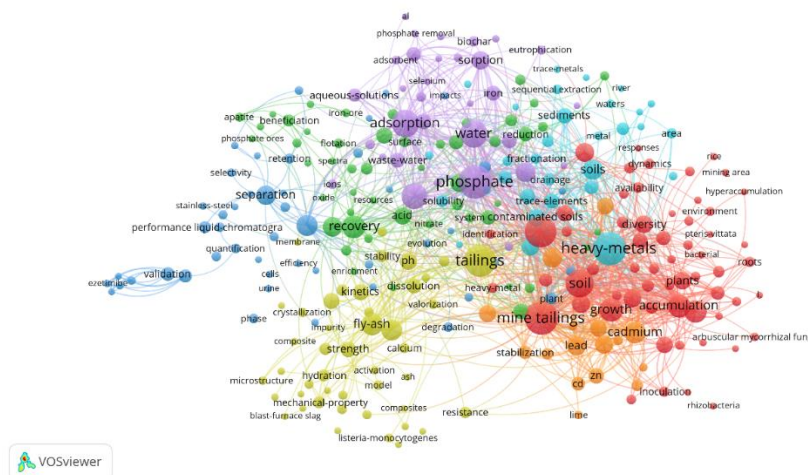 al
phosphate removal
biochar
adsorbent
sorption
eutrophication
trace-metals
selenium
sequential extraction
river
aqueous-solutions
impacts
iron
waters
apatite
iron-ore
sediments
beneficiation
adsorption
area
surface
water
reduction
metal
phosphate ores
flotation
responses
rice
retention
spectra
waste-water
fractionation
dynamics
mining area
selectivity
ions
phosphate
drainage
soils
availability
hyperaccumulation
stainless-steel
separation
oxide
resources
solubility
trace-elements
environment
acid
nitrate
system
contaminated soils
diversity
pteris-vittata
performance liquid-chromatogra
recovery
identification
membrane
evolution
heavy-metals
bacterial
quantification
stability
ph
tailings
roots
efficiency
validation
cells
enrichment
dissolution
heavy-metal
soil
plants
ezetimibe
urine
kinetics
plant
valorization
growth
accumulation
phase
crystallization
mine tailings
impurity
fly-ash
degradation
cadmium
arbuscular mycorrhizal fun
composite
calcium
lead
strength
stabilization
activation
zn
hydration
ash
microstructure
model
cd
inoculation
mechanical-property
composites
resistance
lime
rhizobacteria
blast-furnace slag
listeria-monocytogenes
VOSviewer